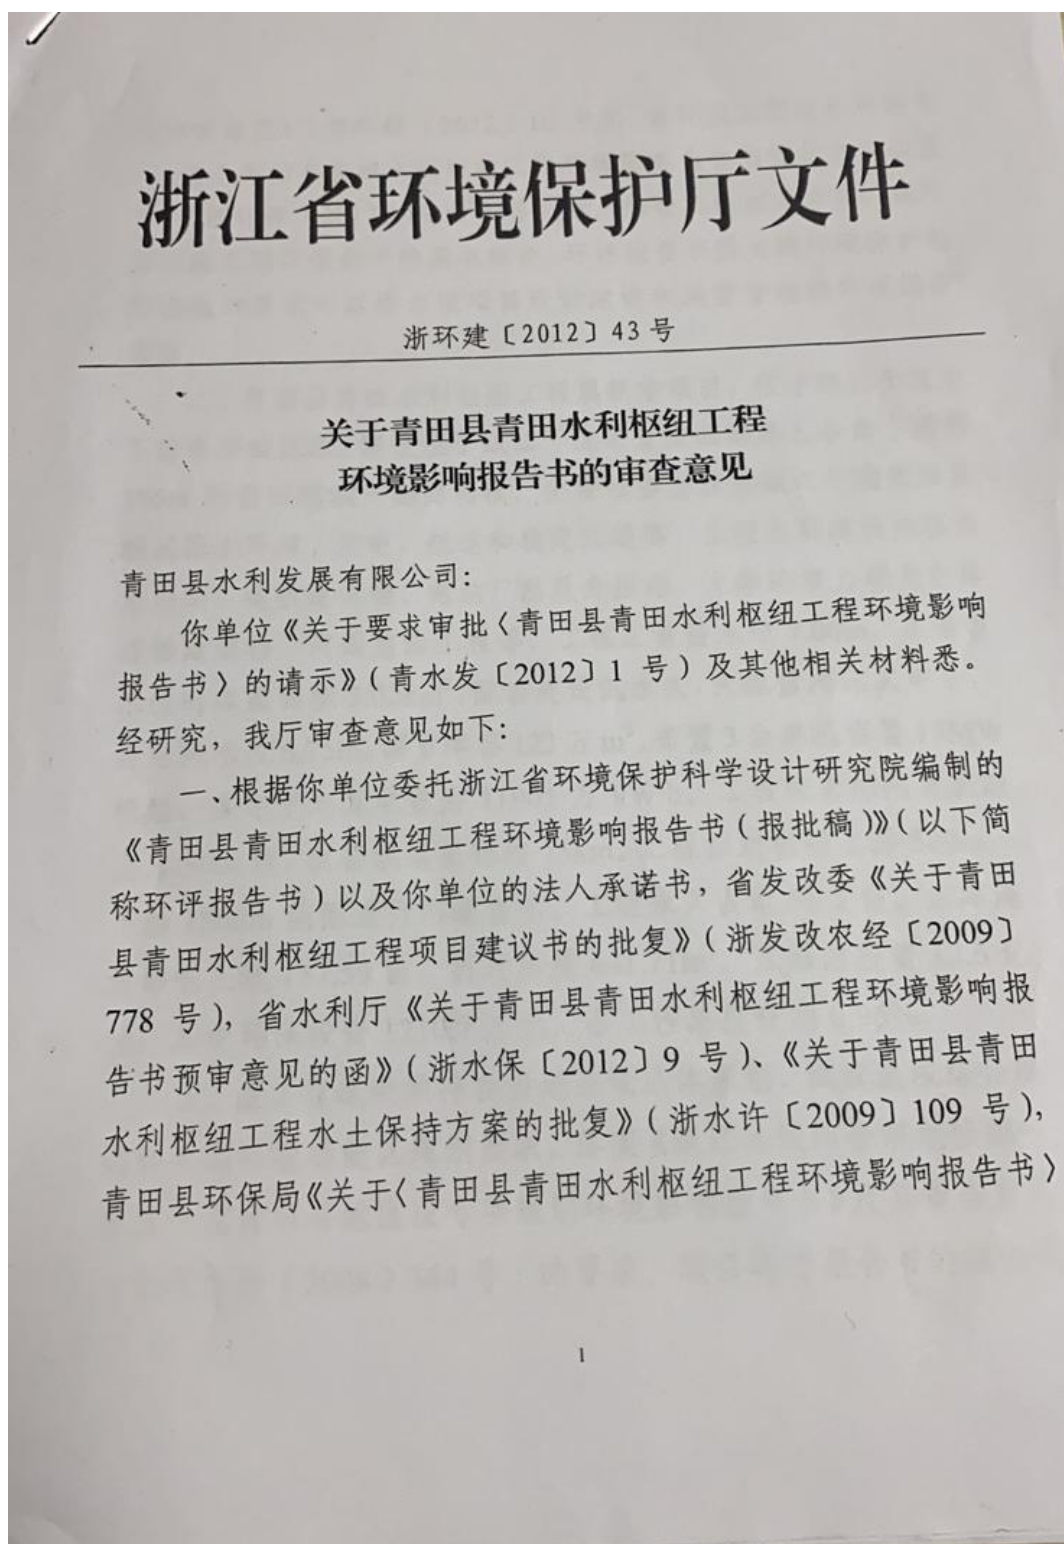 浙江省环境保护厅文件
浙环建〔2012〕43 号
关于青田县青田水利枢纽工程
环境影响报告书的审查意见
青田县水利发展有限公司：
你单位《关于要求审批〈青田县青田水利枢纽工程环境影响
报告书〉的请示》（青水发〔2012〕1 号）及其他相关材料悉。
经研究，我厅审查意见如下：
一、根据你单位委托浙江省环境保护科学设计研究院编制的
《青田县青田水利枢纽工程环境影响报告书（报批稿）》（以下简
称环评报告书）以及你单位的法人承诺书，省发改委《关于青田
县青田水利枢纽工程项目建议书的批复》（浙发改农经〔2009〕
778 号），省水利厅《关于青田县青田水利枢纽工程环境影响报
告书预审意见的函》（浙水保〔2012〕9 号）、《关于青田县青田
水利枢纽工程水土保持方案的批复》（浙水许〔2009〕109 号），
青田县环保局《关于〈青田县青田水利枢纽工程环境影响报告书〉
1